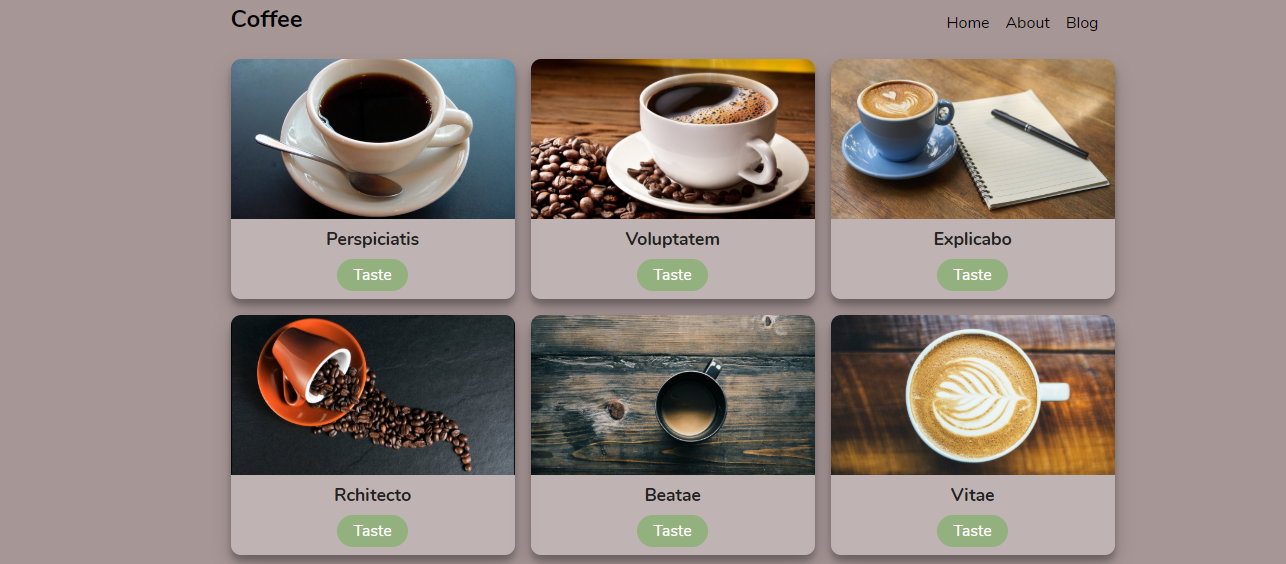 Coffee
Home About Blog
Perspiciatis
Voluptatem
Explicabo
Taste
Taste
Taste
Rchitecto
Beatae
Vitae
Taste
Taste
Taste